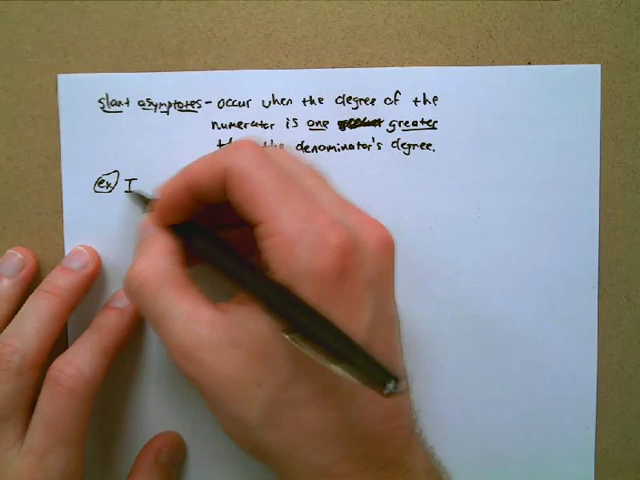 slant asymptotes - occur when the degree of the
numerator is one greater
the denominator's degree.
ex I